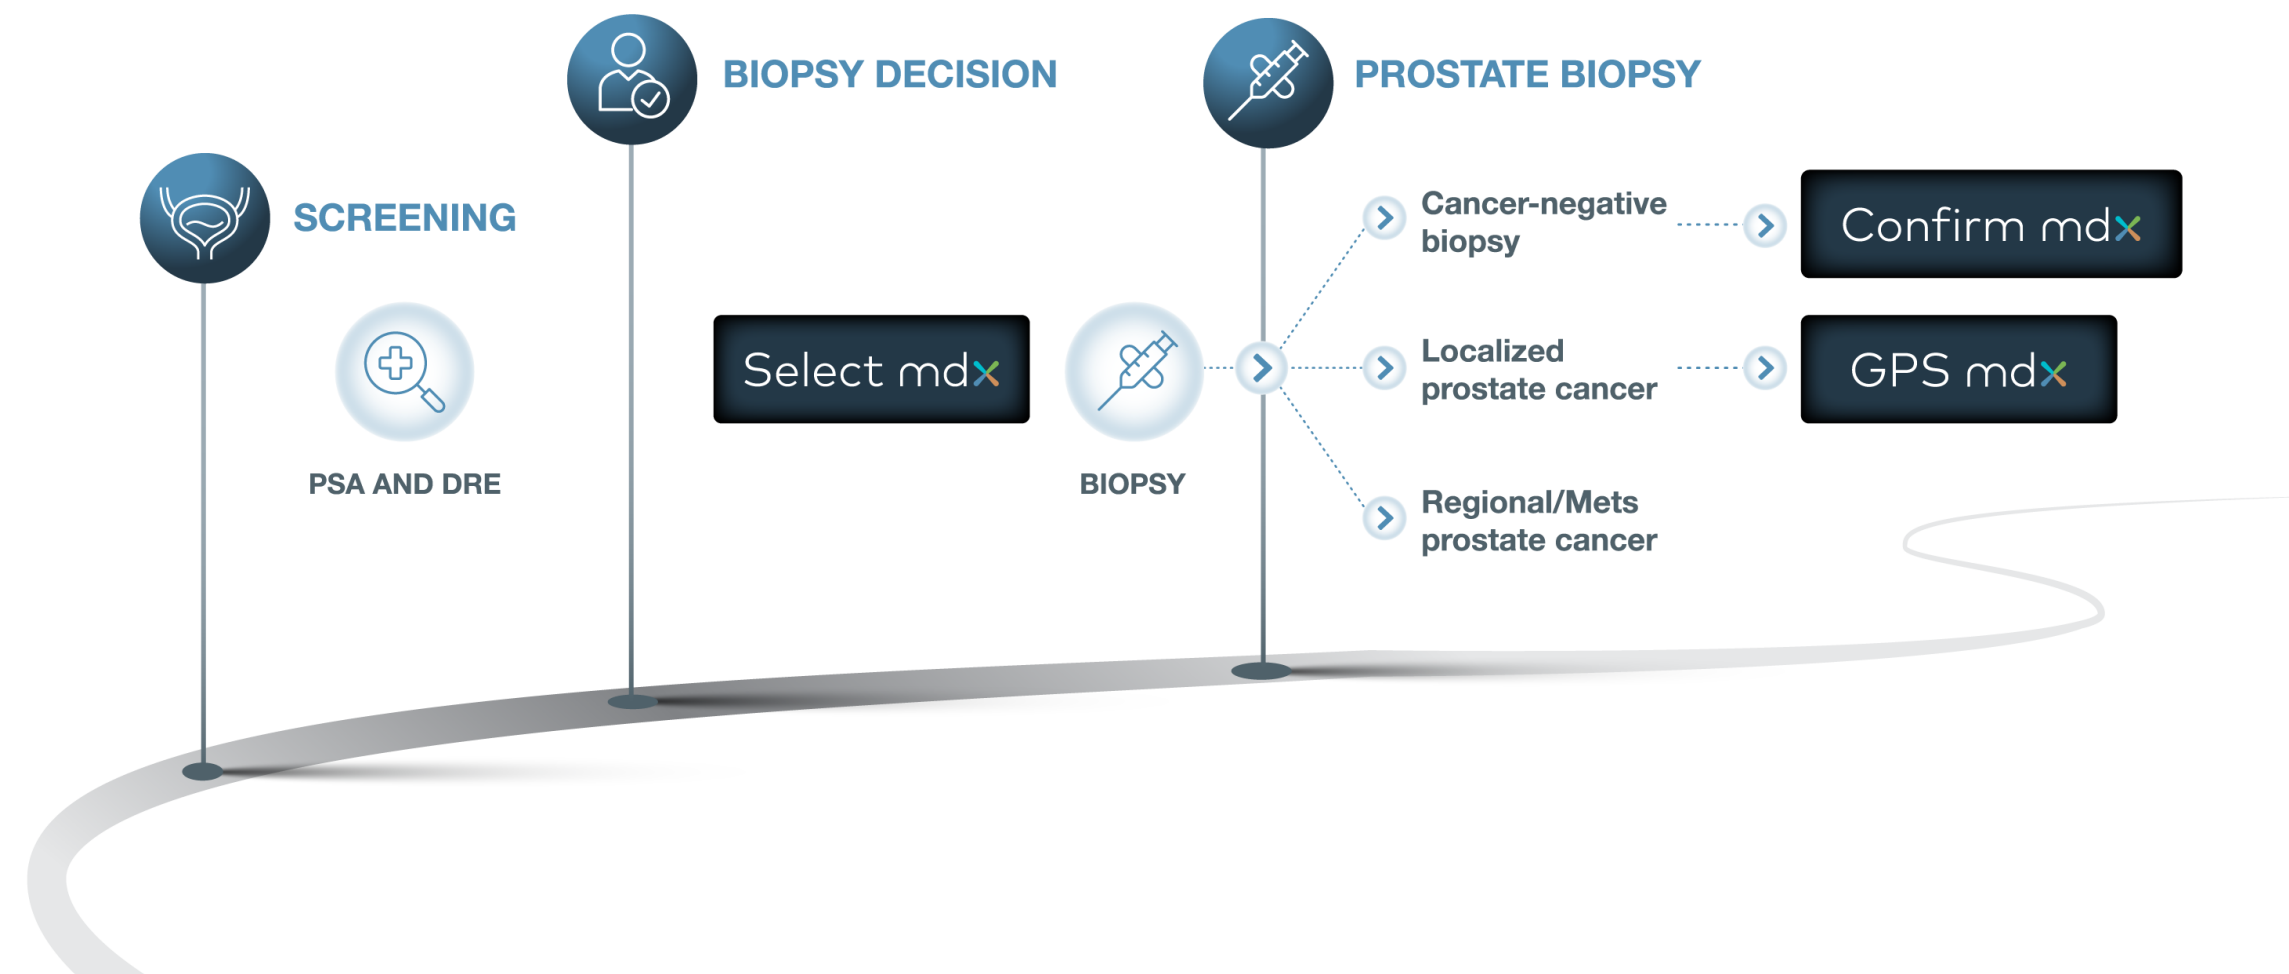 SCREENING
PSA AND DRE
BIOPSY DECISION
Select mdx
BIOPSY
PROSTATE BIOPSY
Cancer-negative
biopsy
Confirm mdx
Localized
prostate cancer
GPS mdx
Regional/Mets
prostate cancer